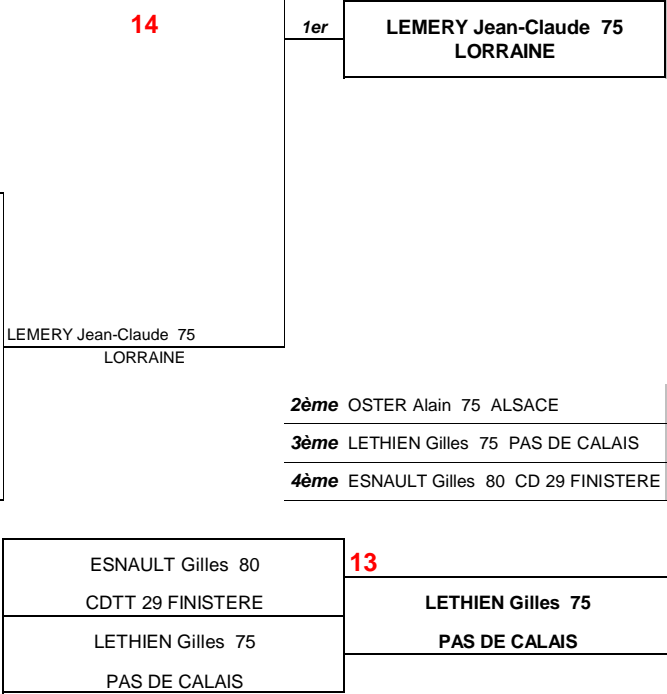 14
1er
LEMERY Jean-Claude 75
LORRAINE
LEMERY Jean-Claude 75
LORRAINE
2ème OSTER Alain 75 ALSACE
3ème LETHIEN Gilles 75 PAS DE CALAIS
4ème ESNAULT Gilles 80 CD 29 FINISTERE
ESNAULT Gilles 80
CDTT 29 FINISTERE
LETHIEN Gilles 75
PAS DE CALAIS
13
LETHIEN Gilles 75
PAS DE CALAIS